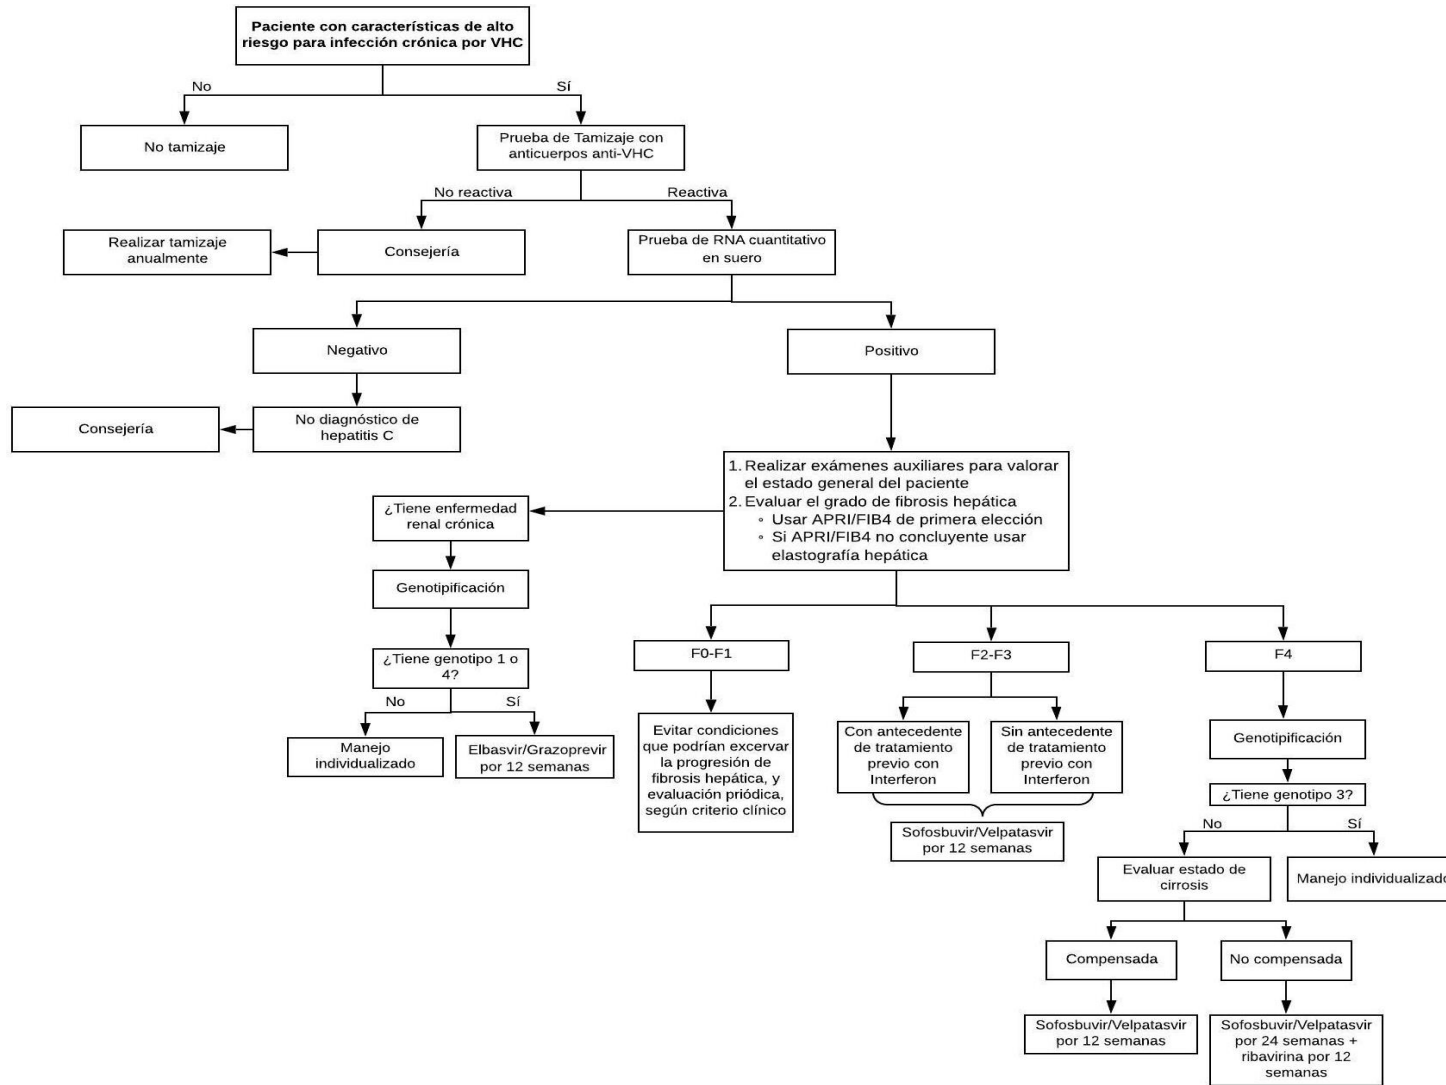 Paciente con características de alto
riesgo para infección crónica por VHC
No
Sí
No tamizaje
Prueba de Tamizaje con
anticuerpos anti-VHC
No reactiva
Reactiva
Realizar tamizaje
anualmente
Consejería
Prueba de RNA cuantitativo
en suero
Negativo
Positivo
Consejería
No diagnóstico de
hepatitis C
1. Realizar exámenes auxiliares para valorar
el estado general del paciente
2. Evaluar el grado de fibrosis hepática
∘ Usar APRI/FIB4 de primera elección
∘ Si APRI/FIB4 no concluyente usar
elastografía hepática
¿Tiene enfermedad
renal crónica
Genotipificación
¿Tiene genotipo 1 o
4?
No
Sí
Manejo
individualizado
Elbasvir/Grazoprevir
por 12 semanas
F0-F1
F2-F3
F4
Evitar condiciones
que podrían excervar
la progresión de
fibrosis hepática, y
evaluación priódica,
según criterio clínico
Con antecedente
de tratamiento
previo con
Interferon
Sin antecedente
de tratamiento
previo con
Interferon
Sofosbuvir/Velpatasvir
por 12 semanas
Genotipificación
¿Tiene genotipo 3?
No
Sí
Evaluar estado de
cirrosis
Manejo individualizado
Compensada
No compensada
Sofosbuvir/Velpatasvir
por 12 semanas
Sofosbuvir/Velpatasvir
por 24 semanas +
ribavirina por 12
semanas